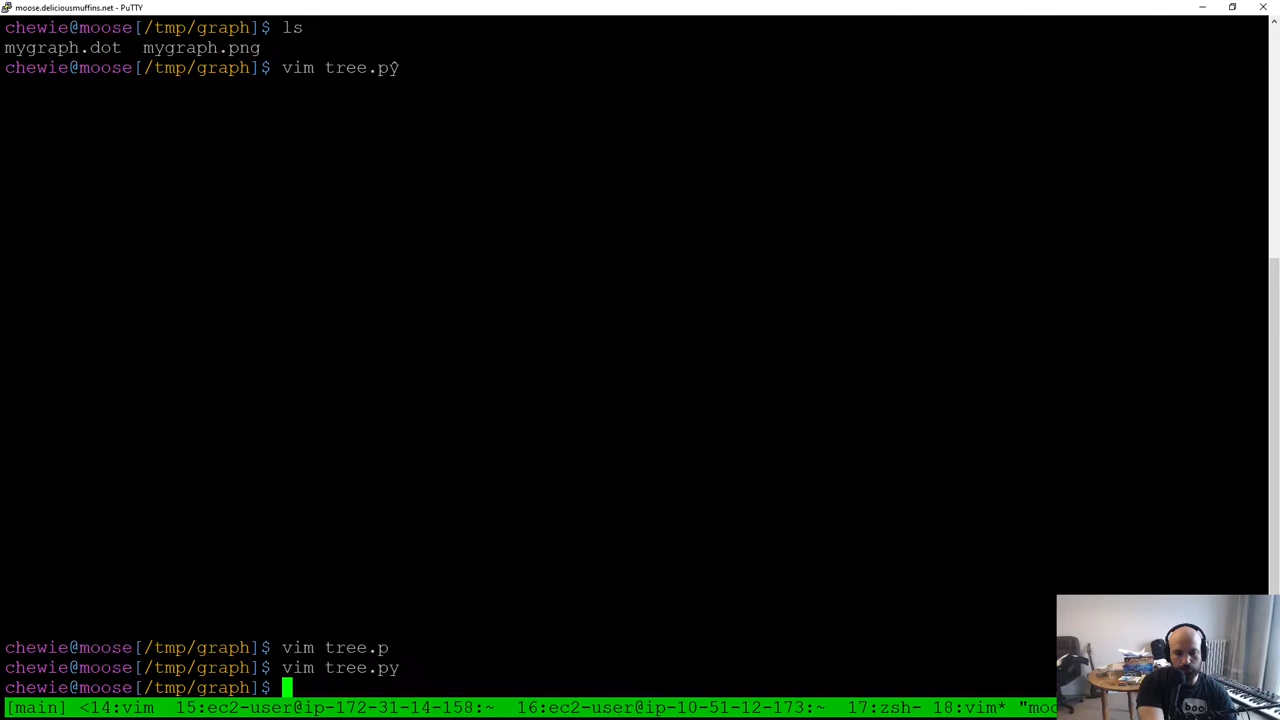 moose.deliciousmuffins.net - PuTTY
chewie@moose[/tmp/graph]$ ls
mygraph.dot  mygraph.png
chewie@moose[/tmp/graph]$ vim tree.py
chewie@moose[/tmp/graph]$ vim tree.p
chewie@moose[/tmp/graph]$ vim tree.py
chewie@moose[/tmp/graph]$
[main] <14:vim  15:ec2-user@ip-172-31-14-158:~  16:ec2-user@ip-10-51-12-173:~  17:zsh- 18:vim* "moo
boo